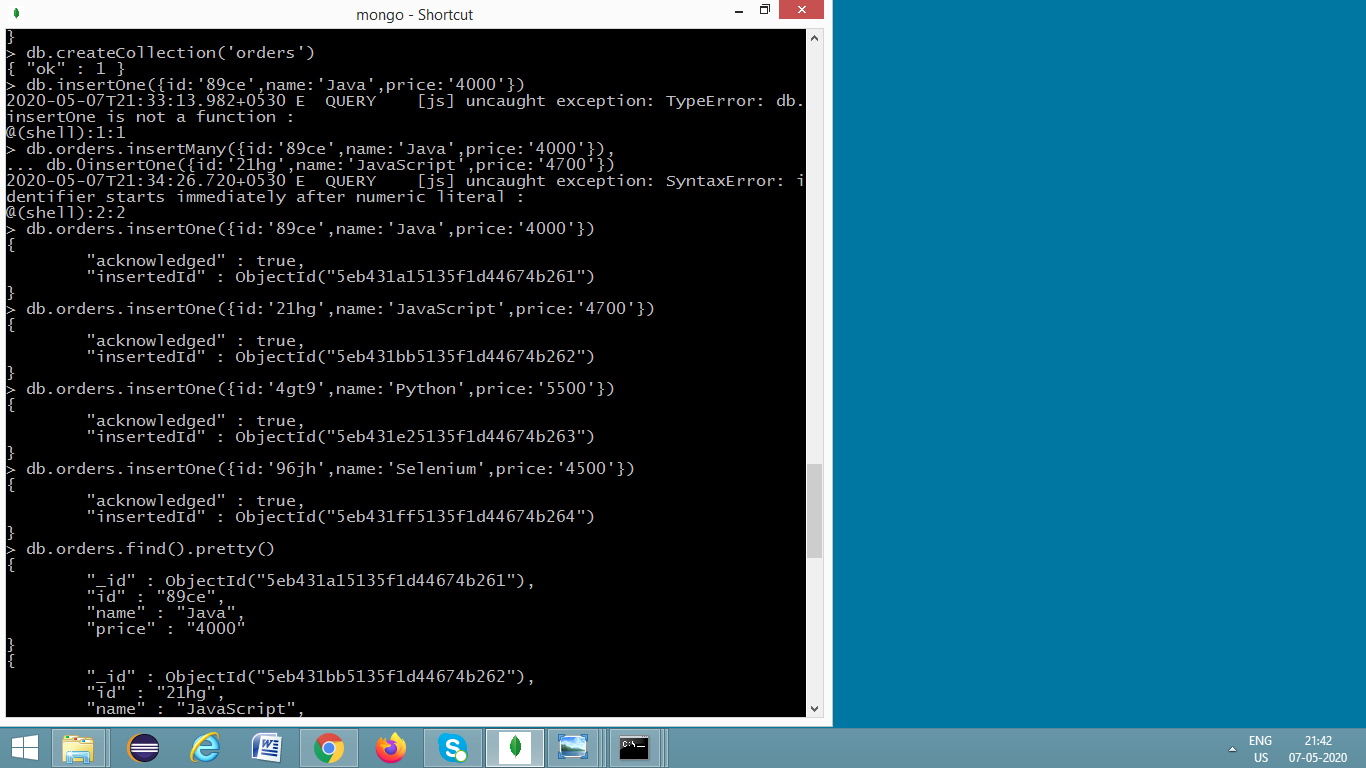 mongo - Shortcut
}
> db.createCollection('orders')
{ "ok" : 1 }
> db.insertOne({id:'89ce',name:'Java',price:'4000'})
2020-05-07T21:33:13.982+0530 E  QUERY    [js] uncaught exception: TypeError: db.
insertOne is not a function :
@(shell):1:1
> db.orders.insertMany({id:'89ce',name:'Java',price:'4000'}),
... db.0insertOne({id:'21hg',name:'JavaScript',price:'4700'})
2020-05-07T21:34:26.720+0530 E  QUERY    [js] uncaught exception: SyntaxError: i
dentifier starts immediately after numeric literal :
@(shell):2:2
> db.orders.insertOne({id:'89ce',name:'Java',price:'4000'})
{
        "acknowledged" : true,
        "insertedId" : ObjectId("5eb431a15135f1d44674b261")
}
> db.orders.insertOne({id:'21hg',name:'JavaScript',price:'4700'})
{
        "acknowledged" : true,
        "insertedId" : ObjectId("5eb431bb5135f1d44674b262")
}
> db.orders.insertOne({id:'4gt9',name:'Python',price:'5500'})
{
        "acknowledged" : true,
        "insertedId" : ObjectId("5eb431e25135f1d44674b263")
}
> db.orders.insertOne({id:'96jh',name:'Selenium',price:'4500'})
{
        "acknowledged" : true,
        "insertedId" : ObjectId("5eb431ff5135f1d44674b264")
}
> db.orders.find().pretty()
{
        "_id" : ObjectId("5eb431a15135f1d44674b261"),
        "id" : "89ce",
        "name" : "Java",
        "price" : "4000"
}
{
        "_id" : ObjectId("5eb431bb5135f1d44674b262"),
        "id" : "21hg",
        "name" : "JavaScript",
ENG 21:42
US 07-05-2020